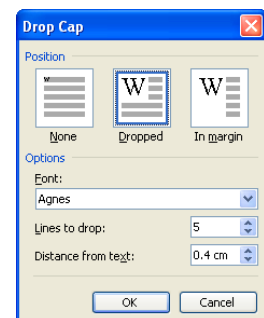 Drop Cap
Position
W W W
None Dropped In margin
Options
Font:
Agnes
Lines to drop: 5
Distance from text: 0.4 cm
OK Cancel